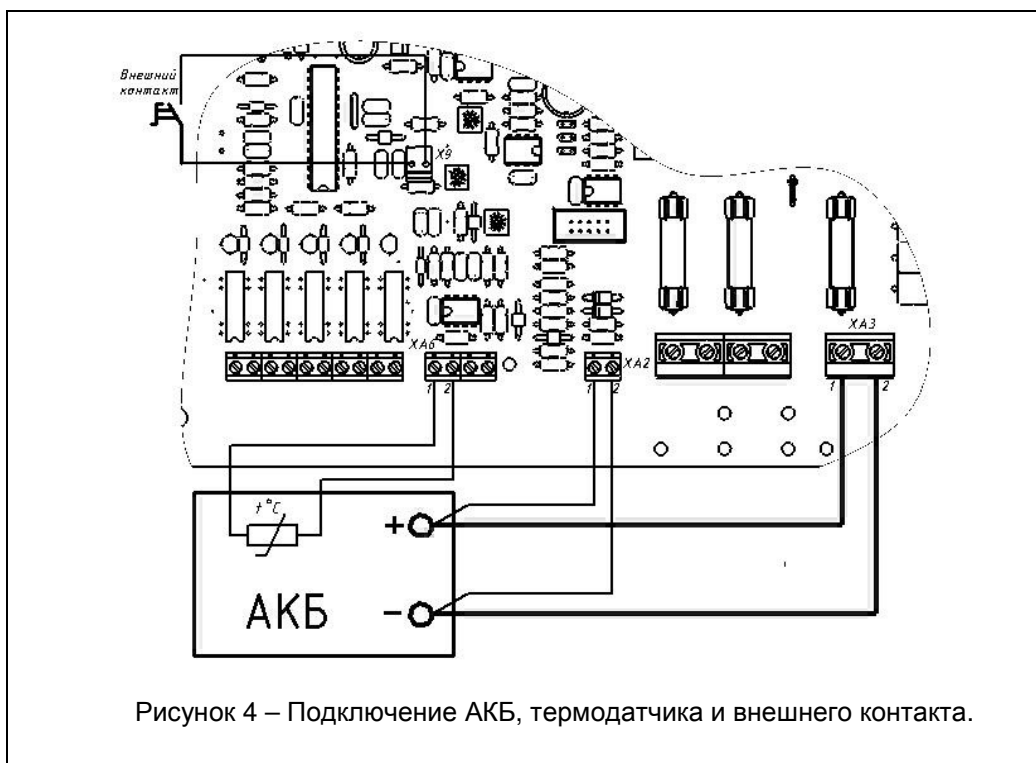 Внешний
контакт
X9
XA6
XA2
XA3
1 2
1 2
1 2
t°C
+
АКБ
-
Рисунок 4 – Подключение АКБ, термодатчика и внешнего контакта.